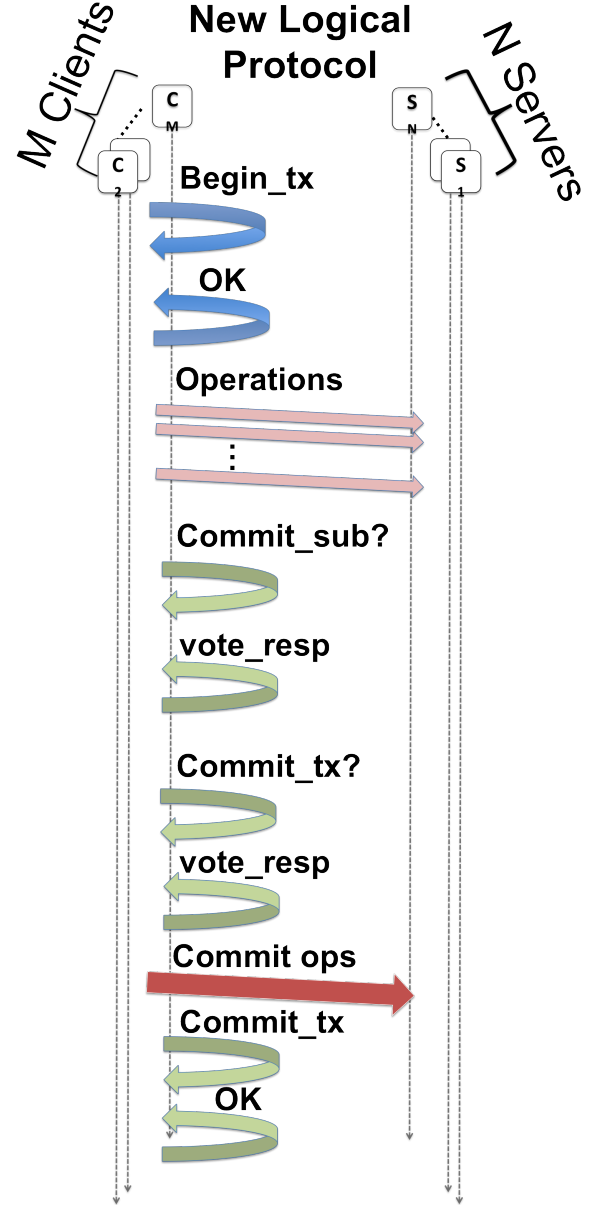 New Logical
Protocol
M Clients
N Servers
C
M
S
N
C
2
S
1
Begin_tx
OK
Operations
Commit_sub?
vote_resp
Commit_tx?
vote_resp
Commit ops
Commit_tx
OK